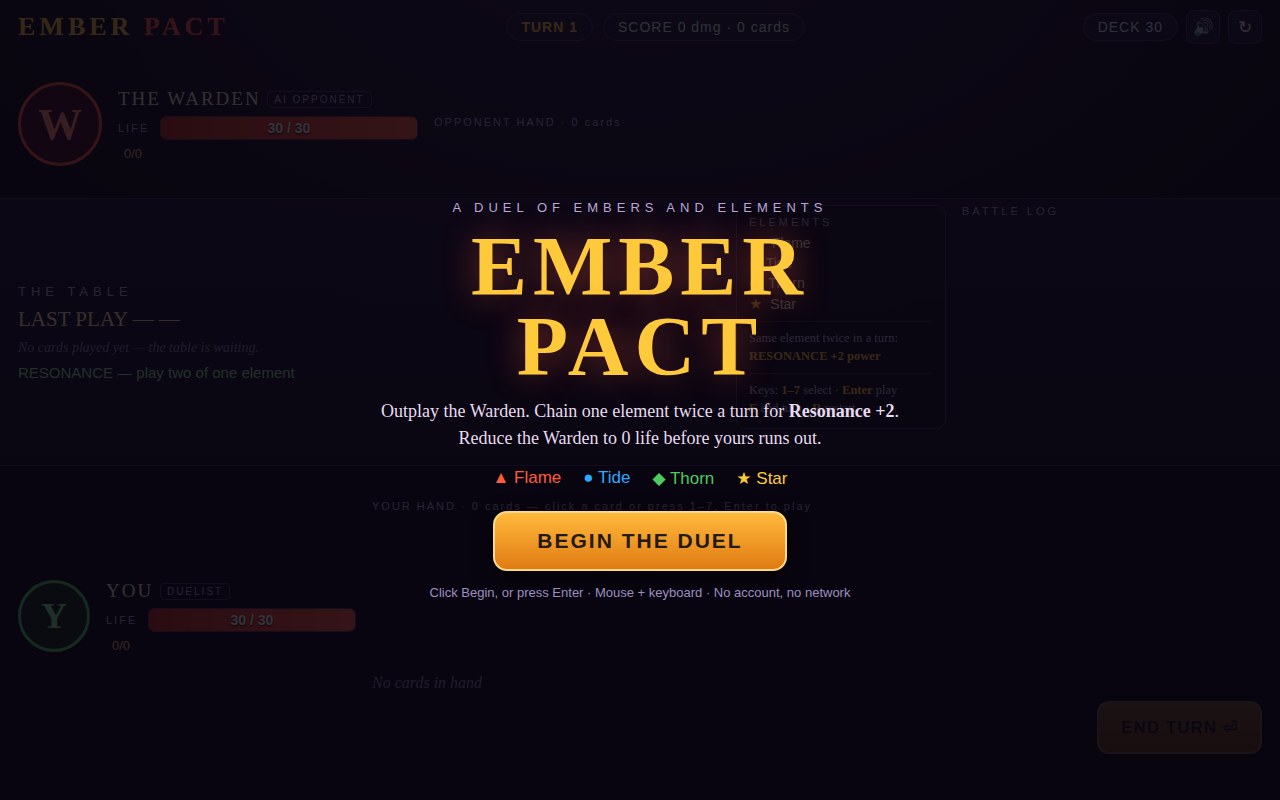 EMBER PACT
TURN 1
SCORE 0 dmg · 0 cards
DECK 30
W
THE WARDEN
AI OPPONENT
LIFE
30 / 30
0/0
OPPONENT HAND · 0 cards
A DUEL OF EMBERS AND ELEMENTS
EMBER
PACT
Outplay the Warden. Chain one element twice a turn for Resonance +2.
Reduce the Warden to 0 life before yours runs out.
▲ Flame ● Tide ◆ Thorn ★ Star
BEGIN THE DUEL
Click Begin, or press Enter · Mouse + keyboard · No account, no network
THE TABLE
LAST PLAY — —
No cards played yet — the table is waiting.
RESONANCE — play two of one element
ELEMENTS
★ Star
Same element twice in a turn:
RESONANCE +2 power
Keys: 1–7 select · Enter play
BATTLE LOG
YOUR HAND · 0 cards — click a card or press 1–7, Enter to play
Y
YOU
DUELIST
LIFE
30 / 30
0/0
No cards in hand
END TURN ⏎